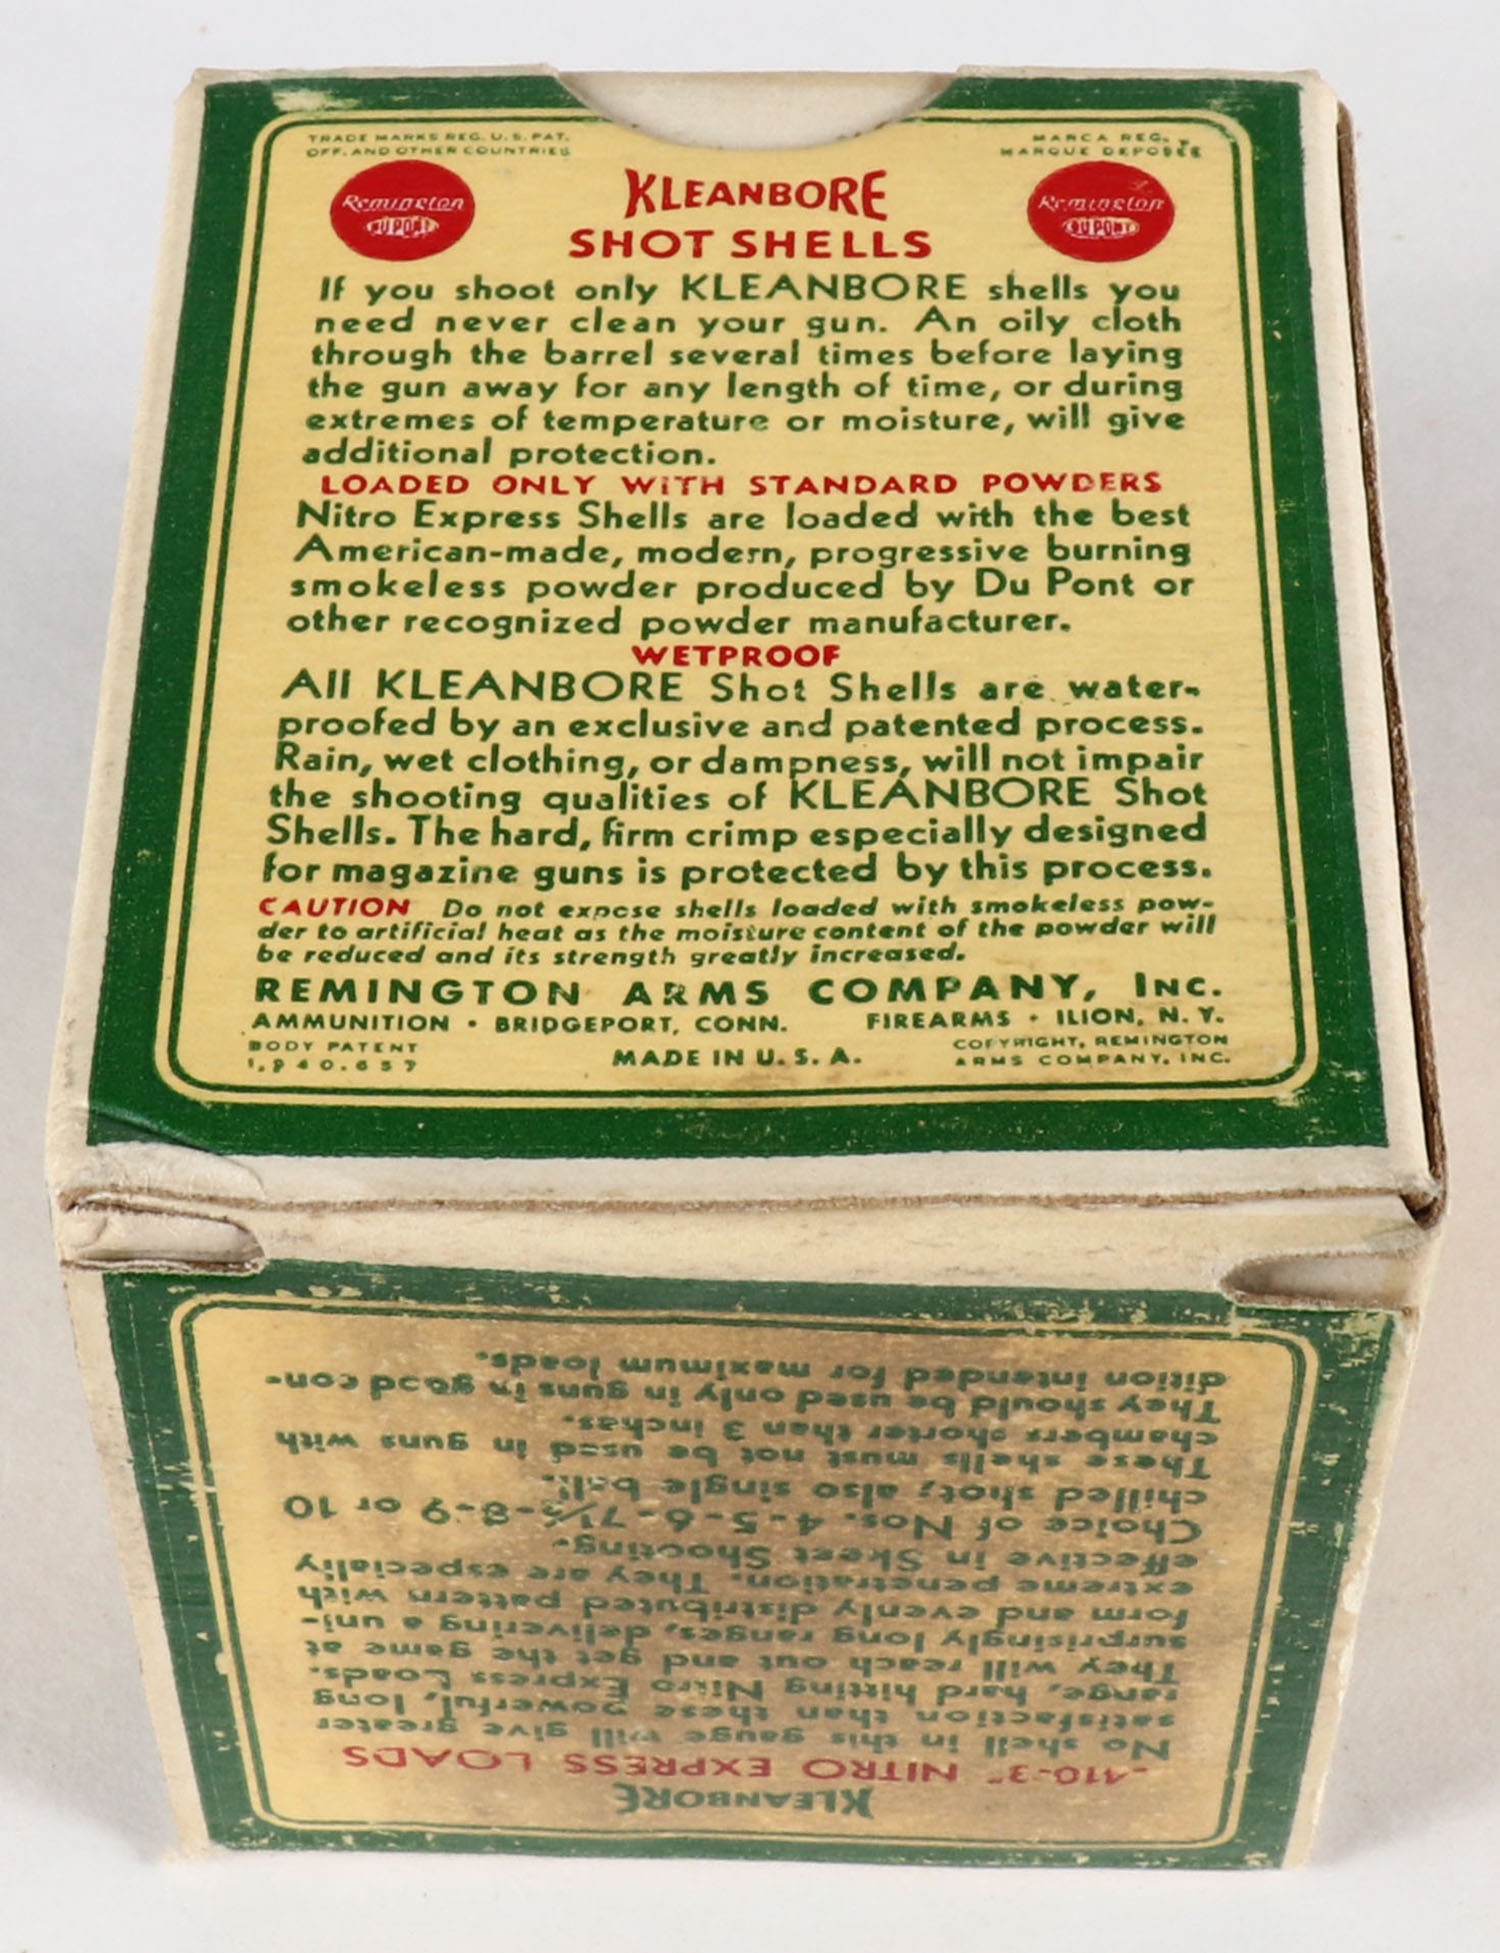 TRADE MARKS REG. U. S. PAT.
OFF. AND OTHER COUNTRIES
MARCA REG.
MARQUE DEPOSÉE
Remington
DU PONT
Remington
DU PONT
KLEANBORE
SHOT SHELLS
If you shoot only KLEANBORE shells you
need never clean your gun. An oily cloth
through the barrel several times before laying
the gun away for any length of time, or during
extremes of temperature or moisture, will give
additional protection.
LOADED ONLY WITH STANDARD POWDERS
Nitro Express Shells are loaded with the best
American-made, modern, progressive burning
smokeless powder produced by Du Pont or
other recognized powder manufacturer.
WETPROOF
All KLEANBORE Shot Shells are water-
proofed by an exclusive and patented process.
Rain, wet clothing, or dampness, will not impair
the shooting qualities of KLEANBORE Shot
Shells. The hard, firm crimp especially designed
for magazine guns is protected by this process.
CAUTION Do not expose shells loaded with smokeless pow-
der to artificial heat as the moisture content of the powder will
be reduced and its strength greatly increased.
REMINGTON ARMS COMPANY, INC.
AMMUNITION • BRIDGEPORT, CONN. FIREARMS • ILION, N. Y.
BODY PATENT
1,940,657
MADE IN U. S. A.
COPYRIGHT, REMINGTON
ARMS COMPANY, INC.
KLEANBORE
.410-3" NITRO EXPRESS LOADS
No shell in this gauge will give greater
satisfaction than these powerful, long
range, hard hitting Nitro Express Loads.
They will reach out and get the game at
surprisingly long ranges, delivering a uni-
form and evenly distributed pattern with
extreme penetration. They are especially
effective in Skeet Shooting.
Choice of Nos. 4-5-6-7½-8-9 or 10
chilled shot; also single ball.
These shells must not be used in guns with
chambers shorter than 3 inches.
They should be used only in guns in good con-
dition intended for maximum loads.